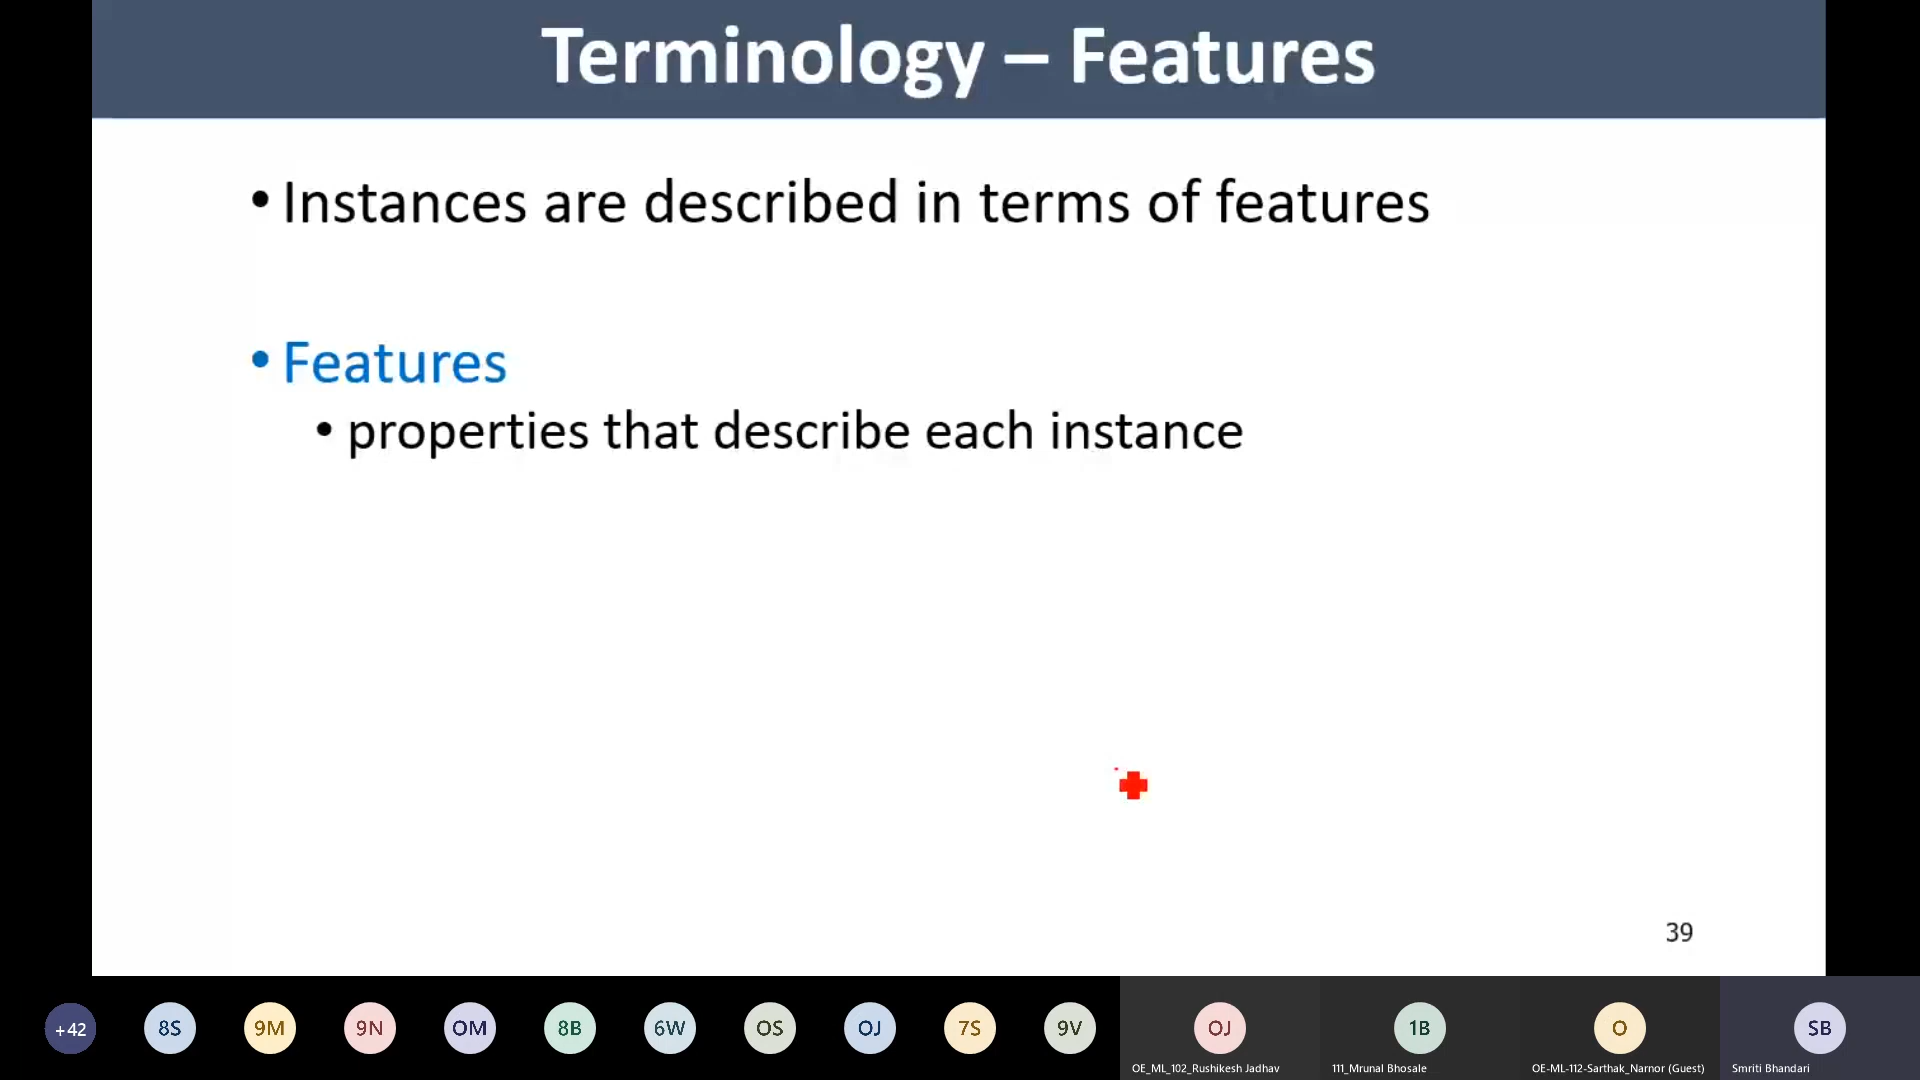 Terminology – Features
• Instances are described in terms of features
• Features
• properties that describe each instance
39
+42
8S
9M
9N
OM
8B
6W
OS
OJ
7S
9V
OJ
1B
O
SB
OE_ML_102_Rushikesh Jadhav
111_Mrunal Bhosale
OE-ML-112-Sarthak_Narnor (Guest)
Smriti Bhandari